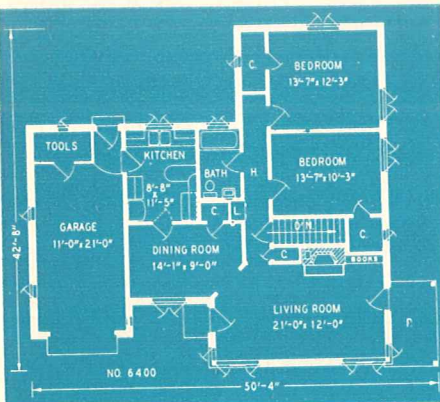 BEDROOM
13'-7" x 12'-3"
C.
TOOLS
KITCHEN
8'-8"
x
11'-5"
BATH
H.
BEDROOM
13'-7" x 10'-3"
C.
L.
DN.
C.
GARAGE
11'-0" x 21'-0"
DINING ROOM
14'-1" x 9'-0"
C.
BOOKS
LIVING ROOM
21'-0" x 12'-0"
P.
42'-8"
NO. 6400
50'-4"